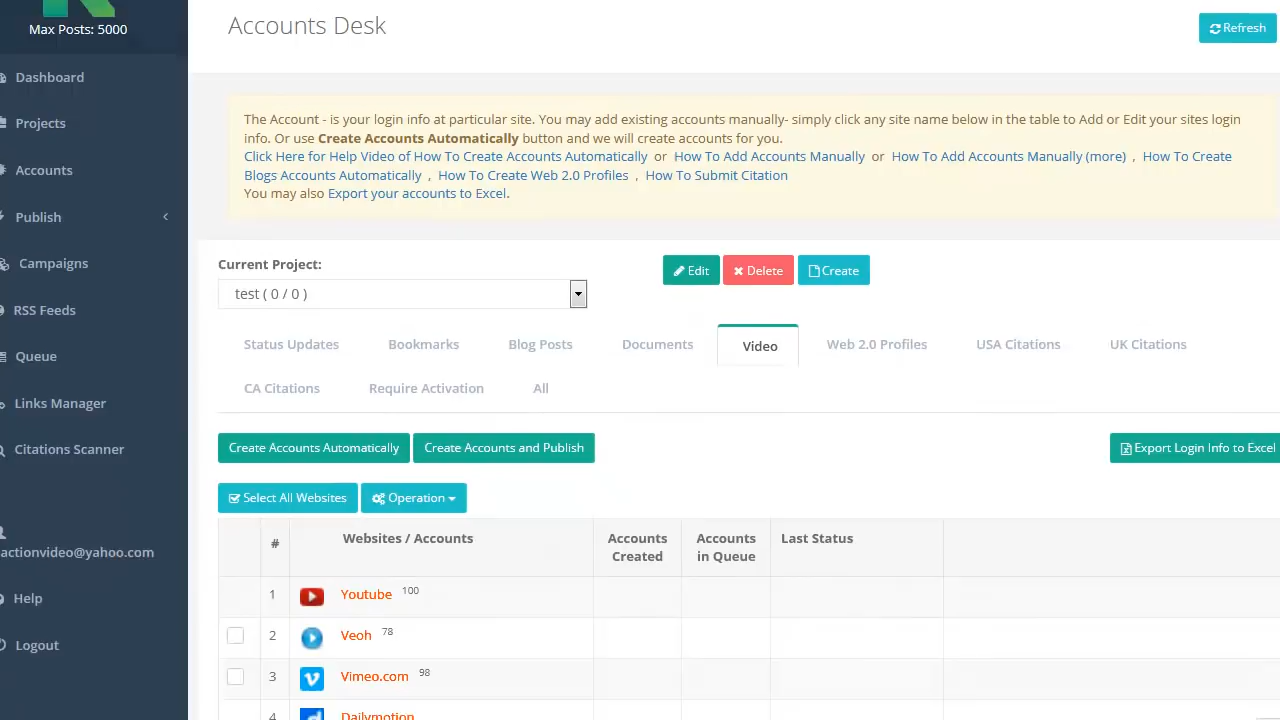 Max Posts: 5000
Dashboard
Projects
Accounts
Publish
Campaigns
RSS Feeds
Queue
Links Manager
Citations Scanner
actionvideo@yahoo.com
Help
Logout
Accounts Desk
Refresh
The Account - is your login info at particular site. You may add existing accounts manually- simply click any site name below in the table to Add or Edit your sites login
info. Or use Create Accounts Automatically button and we will create accounts for you.
Click Here for Help Video of How To Create Accounts Automatically or How To Add Accounts Manually or How To Add Accounts Manually (more) , How To Create
Blogs Accounts Automatically , How To Create Web 2.0 Profiles , How To Submit Citation
You may also Export your accounts to Excel.
Current Project:
Edit Delete Create
test ( 0 / 0 )
Status Updates Bookmarks Blog Posts Documents Video Web 2.0 Profiles USA Citations UK Citations
CA Citations Require Activation All
Create Accounts Automatically Create Accounts and Publish Export Login Info to Excel
Select All Websites Operation
# Websites / Accounts Accounts Created Accounts in Queue Last Status
1 Youtube 100
2 Veoh 78
3 Vimeo.com 98
4 Dailymotion